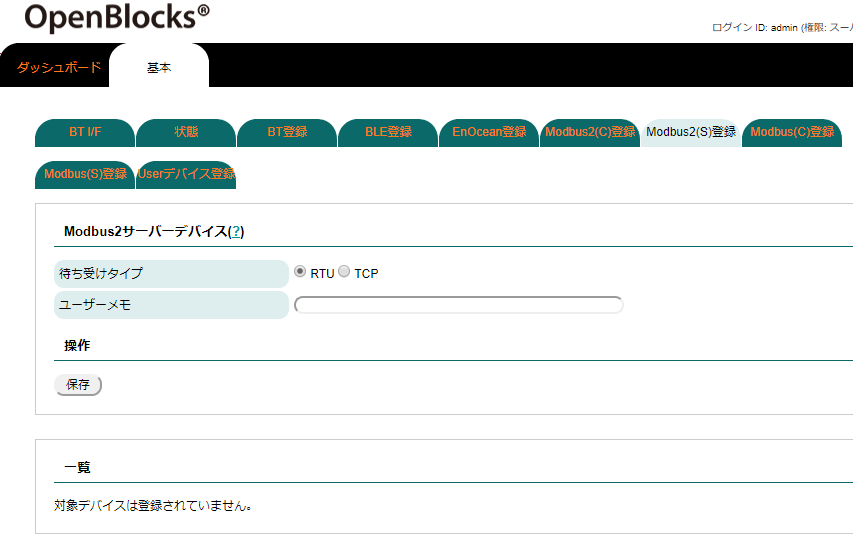 OpenBlocks®
ログイン ID: admin (権限: スーパ
ダッシュボード 基本
BT I/F 状態 BT登録 BLE登録 EnOcean登録 Modbus2(C)登録 Modbus2(S)登録 Modbus(C)登録
Modbus(S)登録 Userデバイス登録
Modbus2サーバーデバイス(?)
待ち受けタイプ RTU TCP
ユーザーメモ
操作
保存
一覧
対象デバイスは登録されていません。